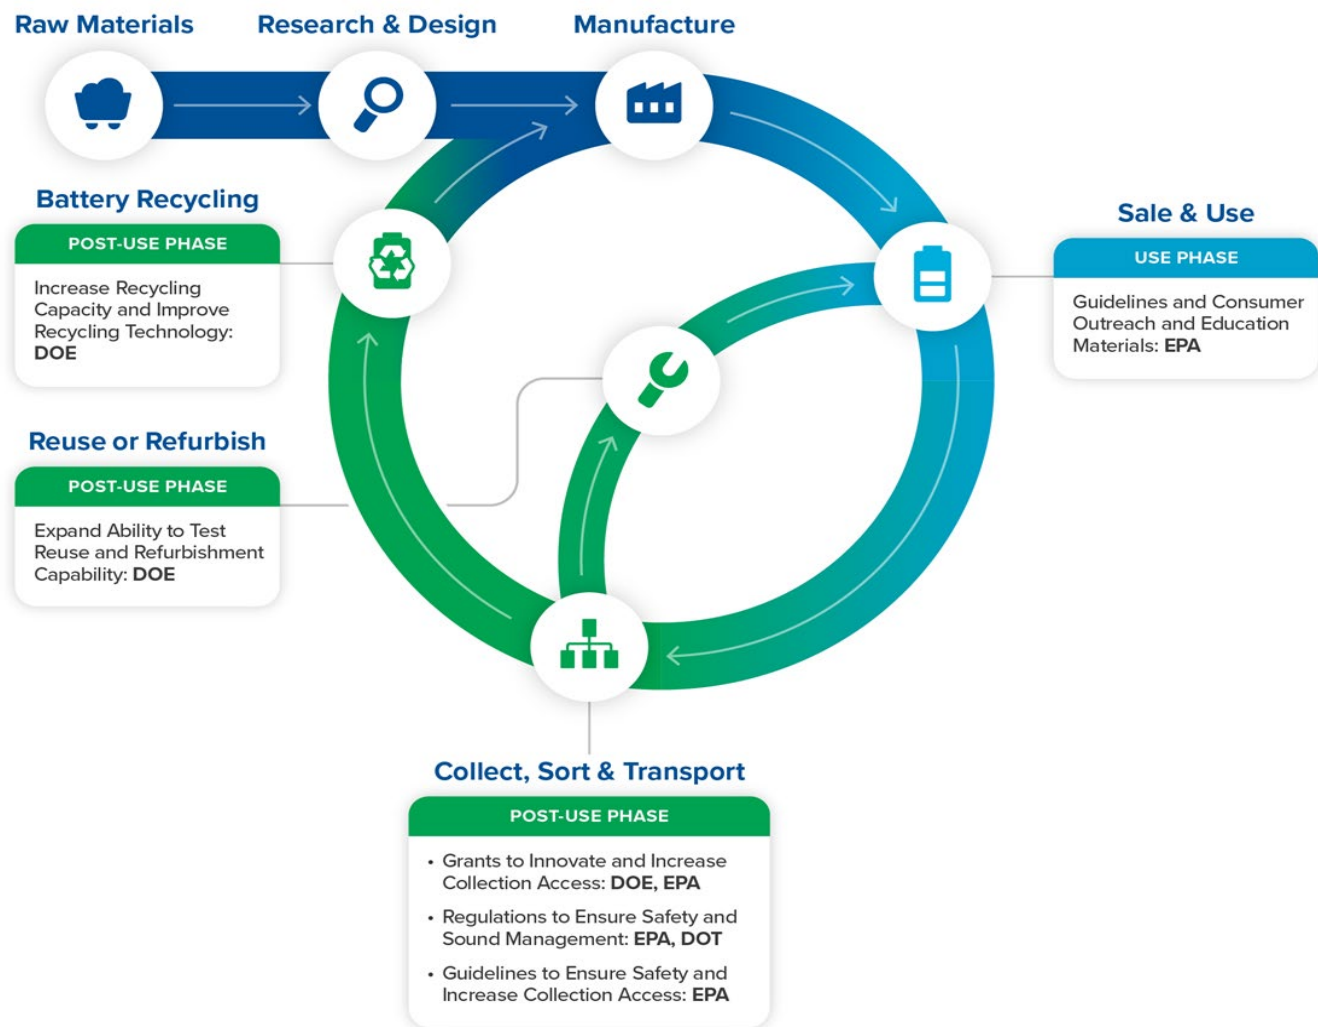 Raw Materials
Research & Design
Manufacture
Battery Recycling
POST-USE PHASE
Increase Recycling
Capacity and Improve
Recycling Technology:
DOE
Sale & Use
USE PHASE
Guidelines and Consumer
Outreach and Education
Materials: EPA
Reuse or Refurbish
POST-USE PHASE
Expand Ability to Test
Reuse and Refurbishment
Capability: DOE
Collect, Sort & Transport
POST-USE PHASE
• Grants to Innovate and Increase
Collection Access: DOE, EPA
• Regulations to Ensure Safety and
Sound Management: EPA, DOT
• Guidelines to Ensure Safety and
Increase Collection Access: EPA